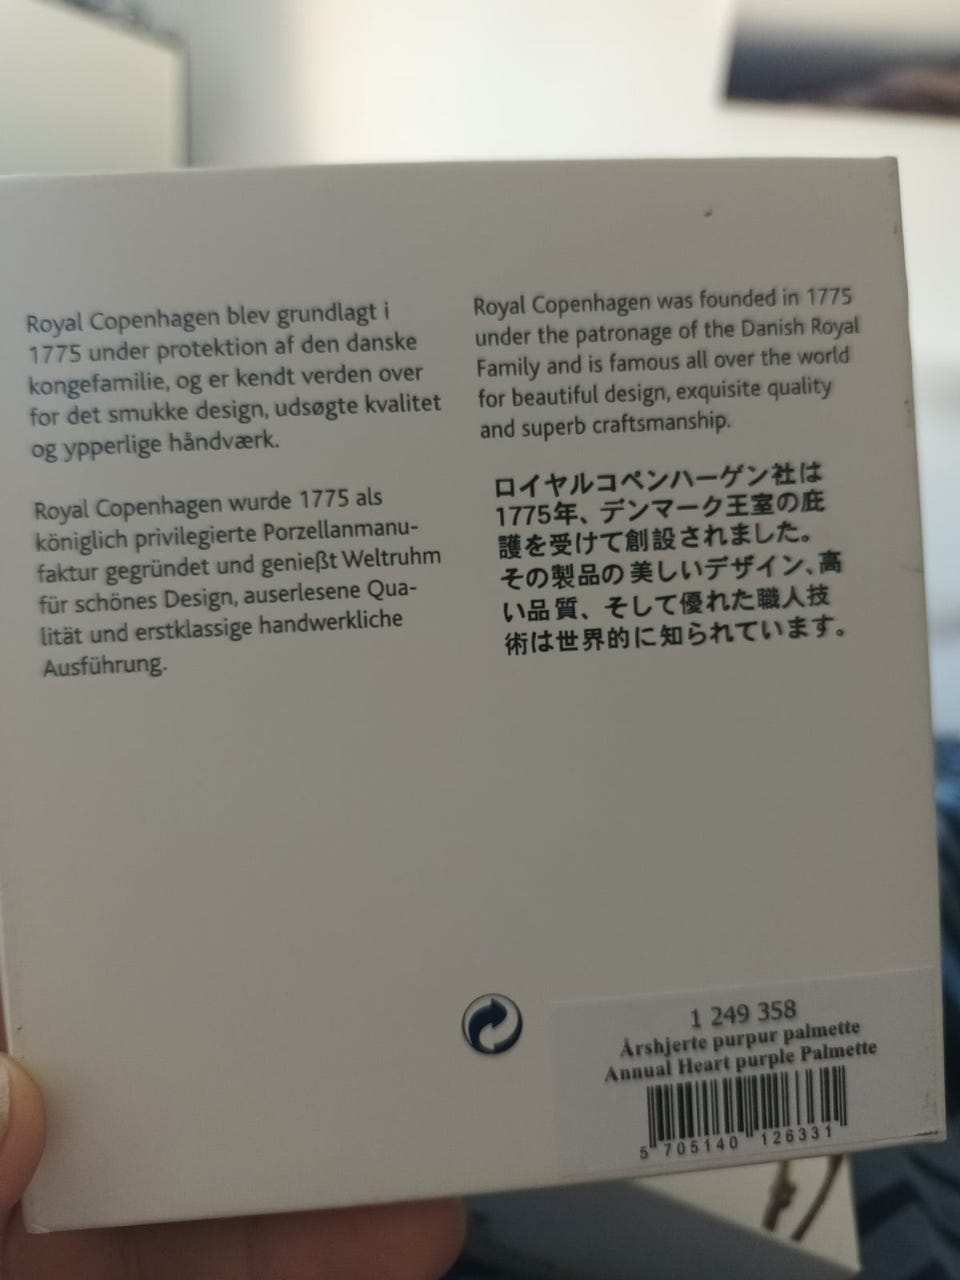 Royal Copenhagen blev grundlagt i
1775 under protektion af den danske
kongefamilie, og er kendt verden over
for det smukke design, udsøgte kvalitet
og ypperlige håndværk.
Royal Copenhagen wurde 1775 als
königlich privilegierte Porzellanmanu-
faktur gegründet und genießt Weltruhm
für schönes Design, auserlesene Qua-
lität und erstklassige handwerkliche
Ausführung.
Royal Copenhagen was founded in 1775
under the patronage of the Danish Royal
Family and is famous all over the world
for beautiful design, exquisite quality
and superb craftsmanship.
ロイヤルコペンハーゲン社は
1775年、デンマーク王室の庇
護を受けて創設されました。
その製品の美しいデザイン、高
い品質、そして優れた職人技
術は世界的に知られています。
1 249 358
Årshjerte purpur palmette
Annual Heart purple Palmette
5 705140 126331